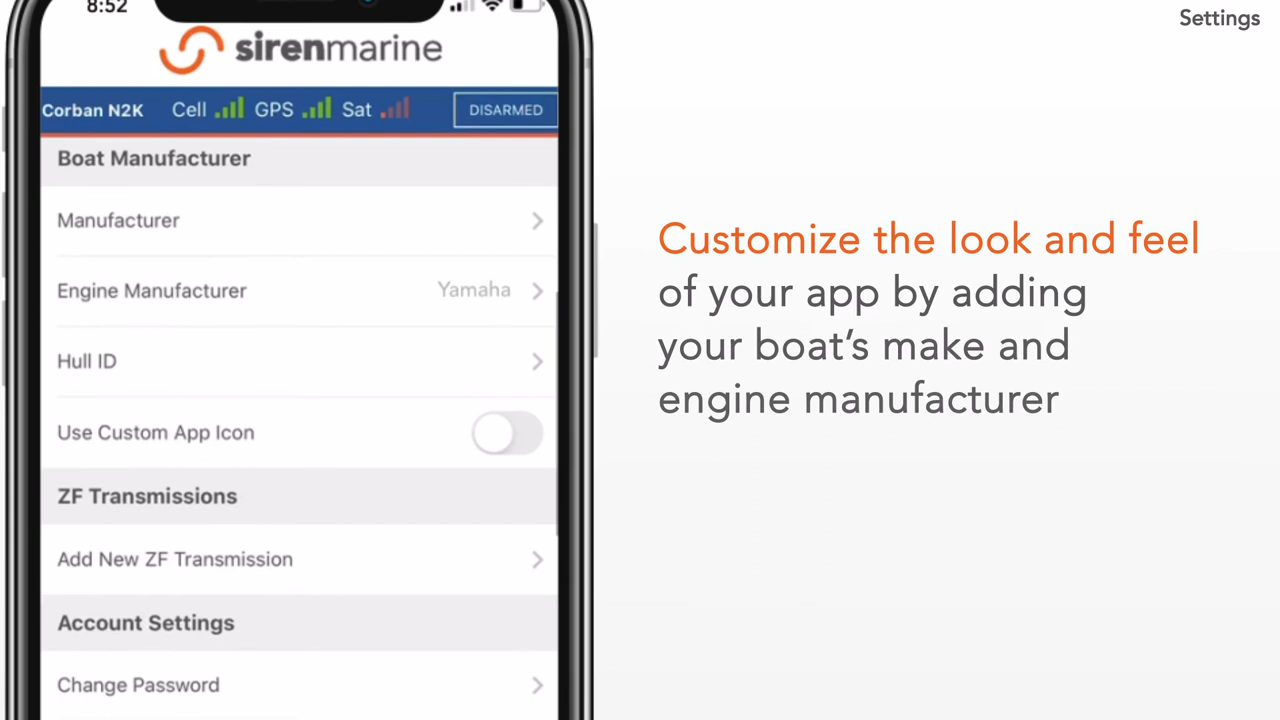 Settings
8:52
sirenmarine
Corban N2K Cell GPS Sat DISARMED
Boat Manufacturer
Manufacturer
Engine Manufacturer Yamaha
Hull ID
Use Custom App Icon
ZF Transmissions
Add New ZF Transmission
Account Settings
Change Password
Customize the look and feel
of your app by adding
your boat’s make and
engine manufacturer